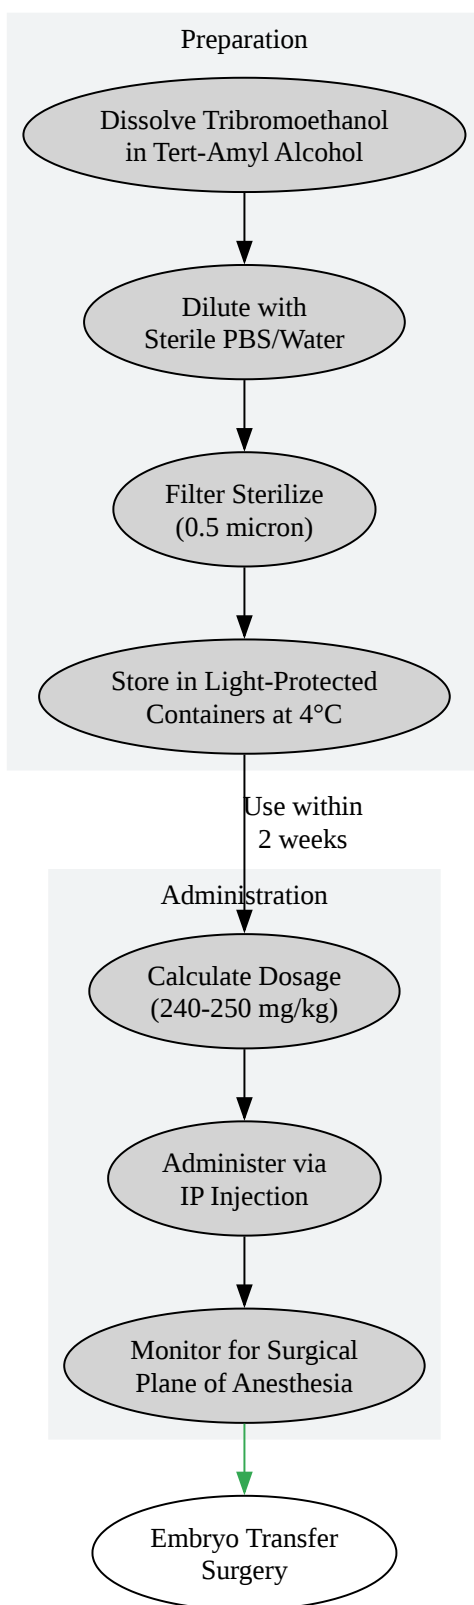 Preparation
Dissolve Tribromoethanol
in Tert-Amyl Alcohol
Dilute with
Sterile PBS/Water
Filter Sterilize
(0.5 micron)
Store in Light-Protected
Containers at 4°C
Use within
2 weeks
Administration
Calculate Dosage
(240-250 mg/kg)
Administer via
IP Injection
Monitor for Surgical
Plane of Anesthesia
Embryo Transfer
Surgery